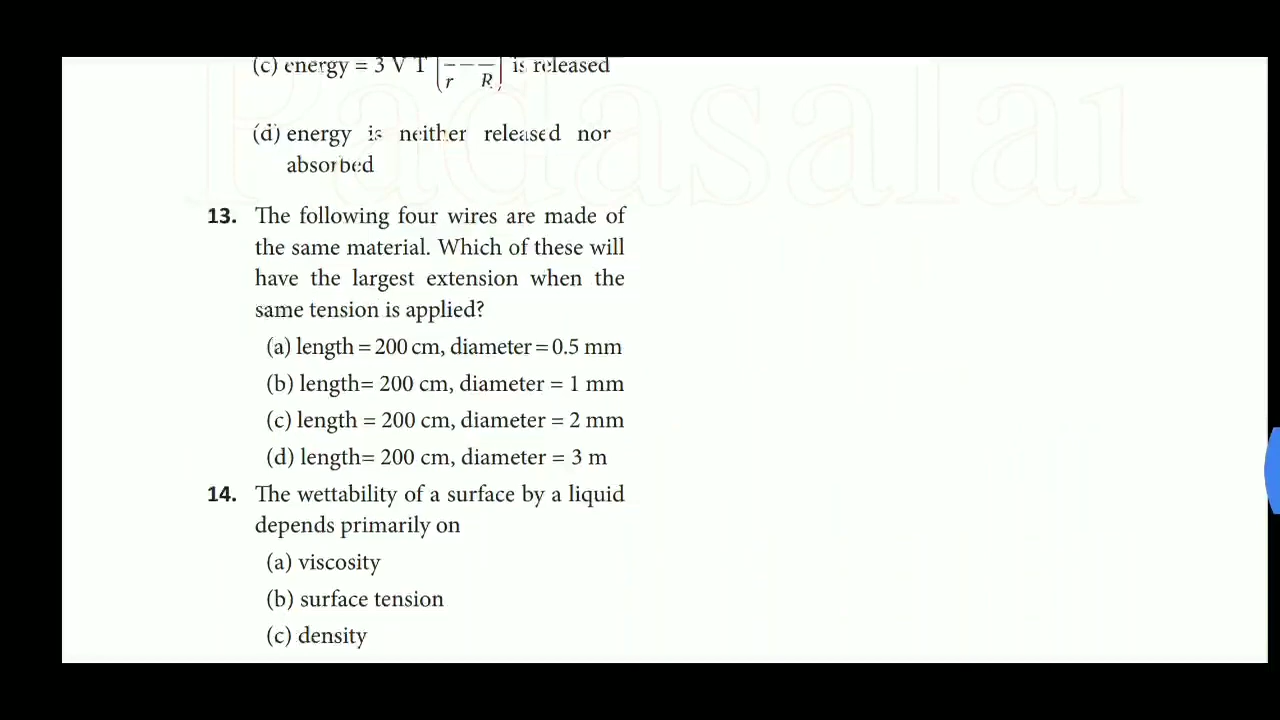 (c) energy = 3 V T (— – —) is released
r R
(d) energy is neither released nor
absorbed
13. The following four wires are made of
the same material. Which of these will
have the largest extension when the
same tension is applied?
(a) length = 200 cm, diameter = 0.5 mm
(b) length= 200 cm, diameter = 1 mm
(c) length = 200 cm, diameter = 2 mm
(d) length= 200 cm, diameter = 3 m
14. The wettability of a surface by a liquid
depends primarily on
(a) viscosity
(b) surface tension
(c) density
Padasalai